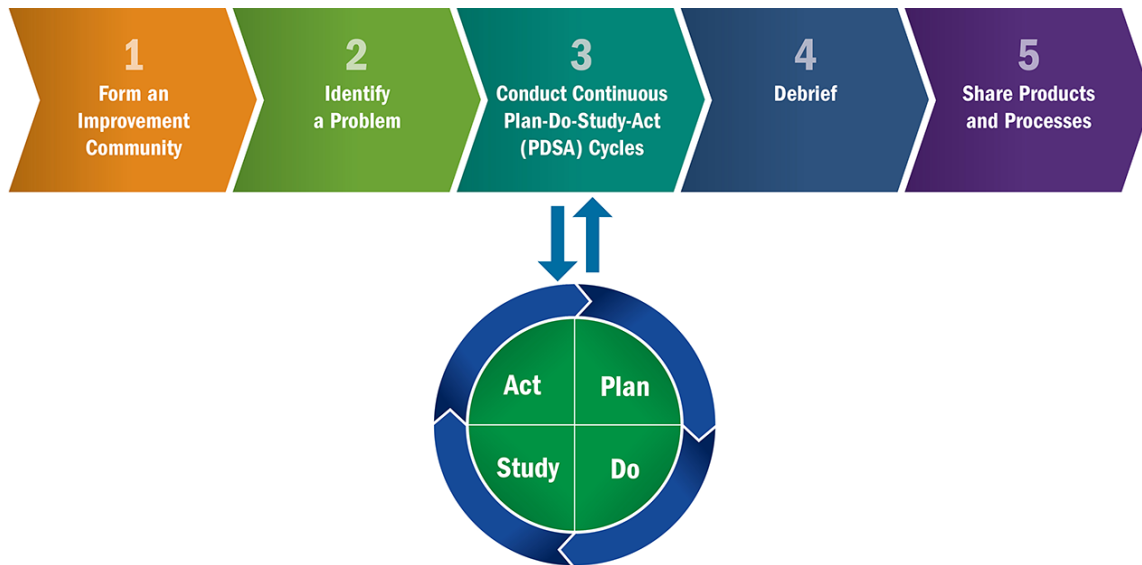 1
Form an
Improvement
Community
2
Identify
a Problem
3
Conduct Continuous
Plan-Do-Study-Act
(PDSA) Cycles
4
Debrief
5
Share Products
and Processes
Act
Plan
Study
Do